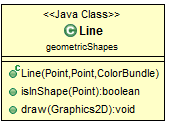 <<Java Class>>
Line
geometricShapes
Line(Point,Point,ColorBundle)
isInShape(Point):boolean
draw(Graphics2D):void